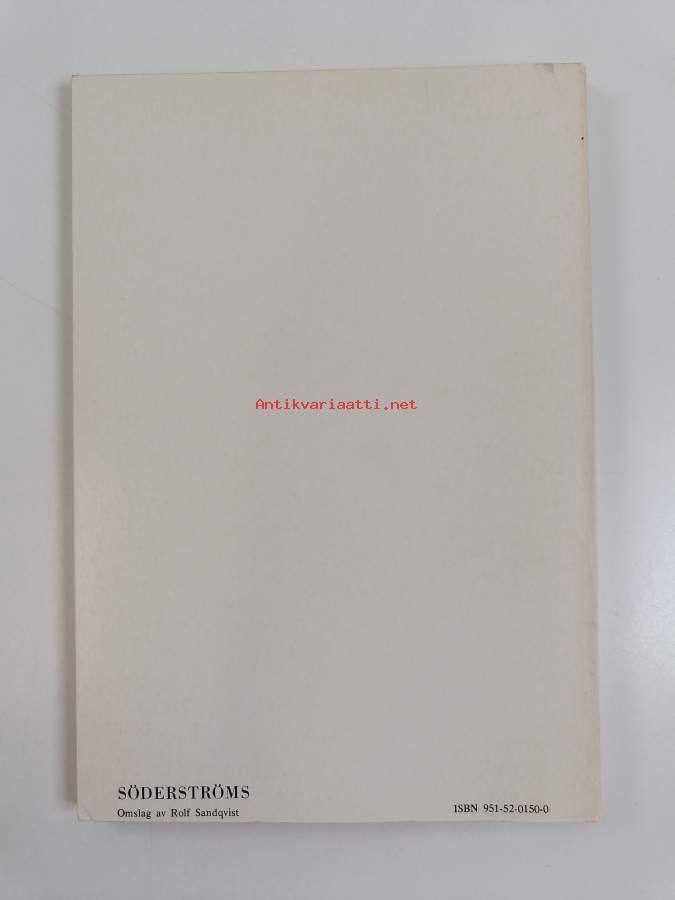 Antikvariaatti.net
SÖDERSTRÖMS
Omslag av Rolf Sandqvist
ISBN 951-52-0150-0